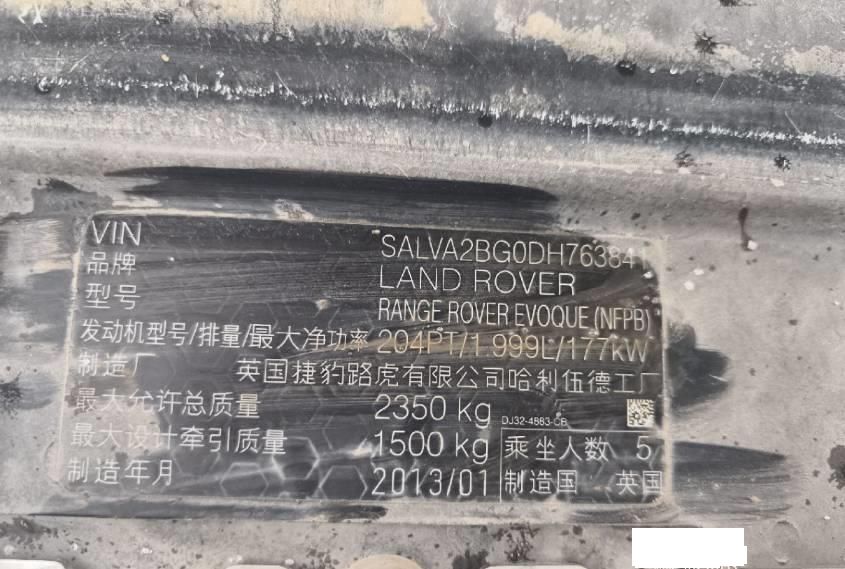 VIN SALVA2BG0DH763841
品牌 LAND ROVER
型号 RANGE ROVER EVOQUE (NFPB)
发动机型号/排量/最大净功率 204PT/1.999L/177kW
制造厂 英国捷豹路虎有限公司哈利伍德工厂
最大允许总质量 2350 kg DJ32-4883-CB
最大设计牵引质量 1500 kg 乘坐人数 5
制造年月 2013/01 制造国 英国